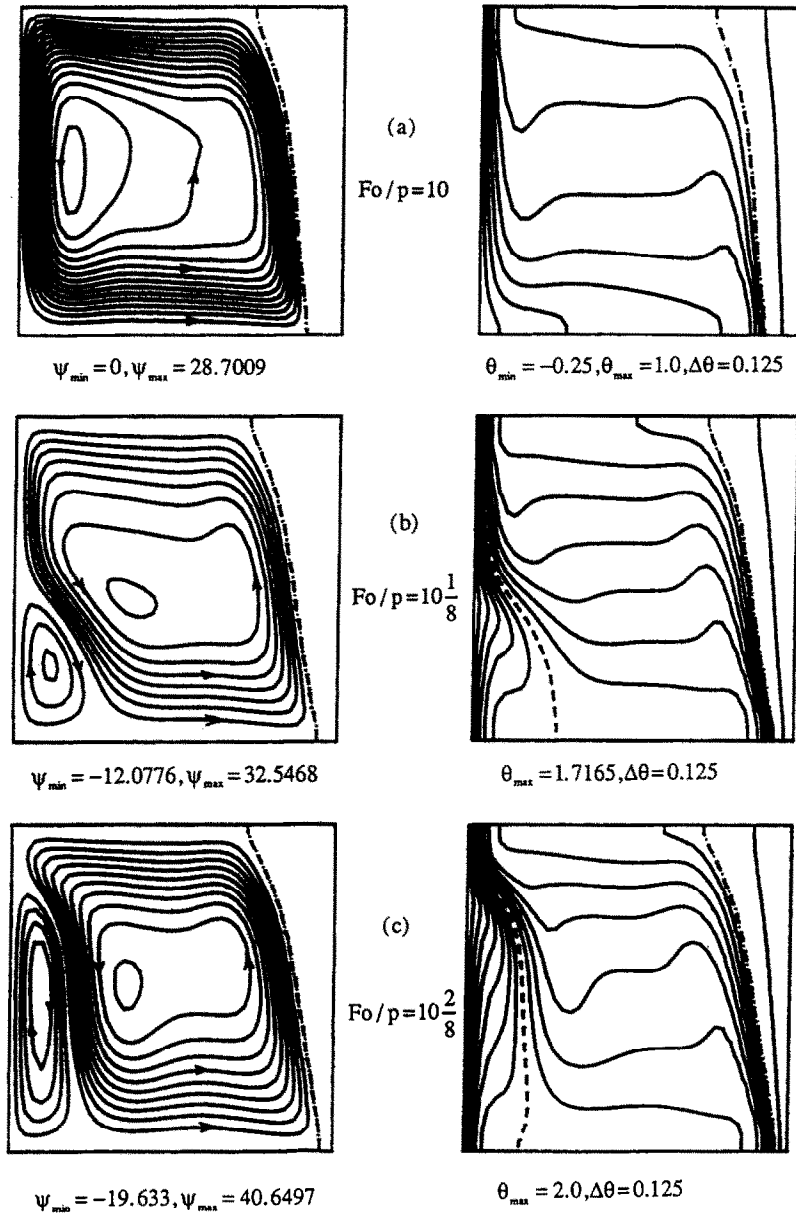 (a)
Fo/p=10
ψmin=0,ψmax=28.7009
θmin=−0.25,θmax=1.0,Δθ=0.125
(b)
Fo/p=10 1/8
ψmin=−12.0776,ψmax=32.5468
θmax=1.7165,Δθ=0.125
(c)
Fo/p=10 2/8
ψmin=−19.633,ψmax=40.6497
θmax=2.0,Δθ=0.125